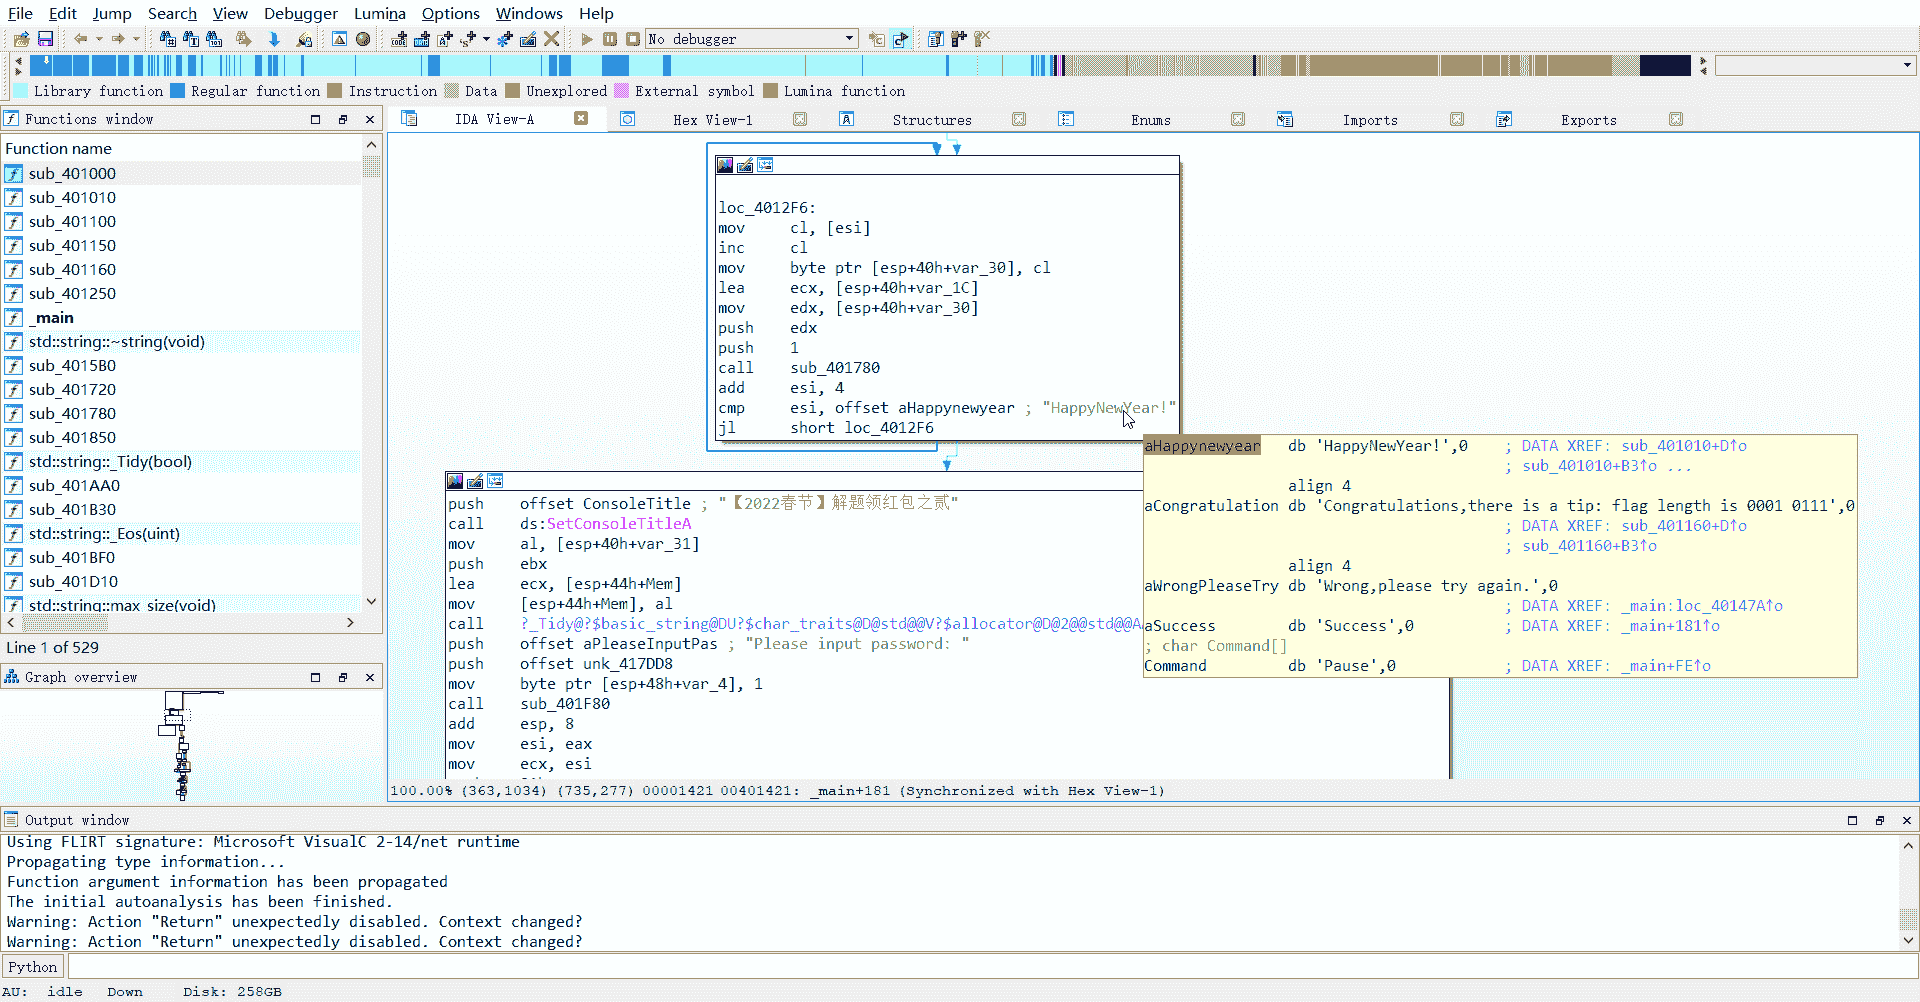 File Edit Jump Search View Debugger Lumina Options Windows Help
No debugger
Library function Regular function Instruction Data Unexplored External symbol Lumina function
Functions window
Function name
sub_401000
sub_401010
sub_401100
sub_401150
sub_401160
sub_401250
_main
std::string::~string(void)
sub_4015B0
sub_401720
sub_401780
sub_401850
std::string::_Tidy(bool)
sub_401AA0
sub_401B30
std::string::_Eos(uint)
sub_401BF0
sub_401D10
std::string::max_size(void)
Line 1 of 529
Graph overview
IDA View-A Hex View-1 Structures Enums Imports Exports
loc_4012F6:
mov cl, [esi]
inc cl
mov byte ptr [esp+40h+var_30], cl
lea ecx, [esp+40h+var_1C]
mov edx, [esp+40h+var_30]
push edx
push 1
call sub_401780
add esi, 4
cmp esi, offset aHappynewyear ; "HappyNewYear!"
jl short loc_4012F6
push offset ConsoleTitle ; "【2022春节】解题领红包之贰"
call ds:SetConsoleTitleA
mov al, [esp+40h+var_31]
push ebx
lea ecx, [esp+44h+Mem]
mov [esp+44h+Mem], al
call ?_Tidy@?$basic_string@DU?$char_traits@D@std@@V?$allocator@D@2@@std@@A
push offset aPleaseInputPas ; "Please input password: "
push offset unk_417DD8
mov byte ptr [esp+48h+var_4], 1
call sub_401F80
add esp, 8
mov esi, eax
mov ecx, esi
aHappynewyear db 'HappyNewYear!',0 ; DATA XREF: sub_401010+D↑o
; sub_401010+B3↑o ...
align 4
aCongratulation db 'Congratulations,there is a tip: flag length is 0001 0111',0
; DATA XREF: sub_401160+D↑o
; sub_401160+B3↑o
align 4
aWrongPleaseTry db 'Wrong,please try again.',0
; DATA XREF: _main:loc_40147A↑o
aSuccess db 'Success',0 ; DATA XREF: _main+181↑o
; char Command[]
Command db 'Pause',0 ; DATA XREF: _main+FE↑o
100.00% (363,1034) (735,277) 00001421 00401421: _main+181 (Synchronized with Hex View-1)
Output window
Using FLIRT signature: Microsoft VisualC 2-14/net runtime
Propagating type information...
Function argument information has been propagated
The initial autoanalysis has been finished.
Warning: Action "Return" unexpectedly disabled. Context changed?
Warning: Action "Return" unexpectedly disabled. Context changed?
Python
AU: idle Down Disk: 258GB